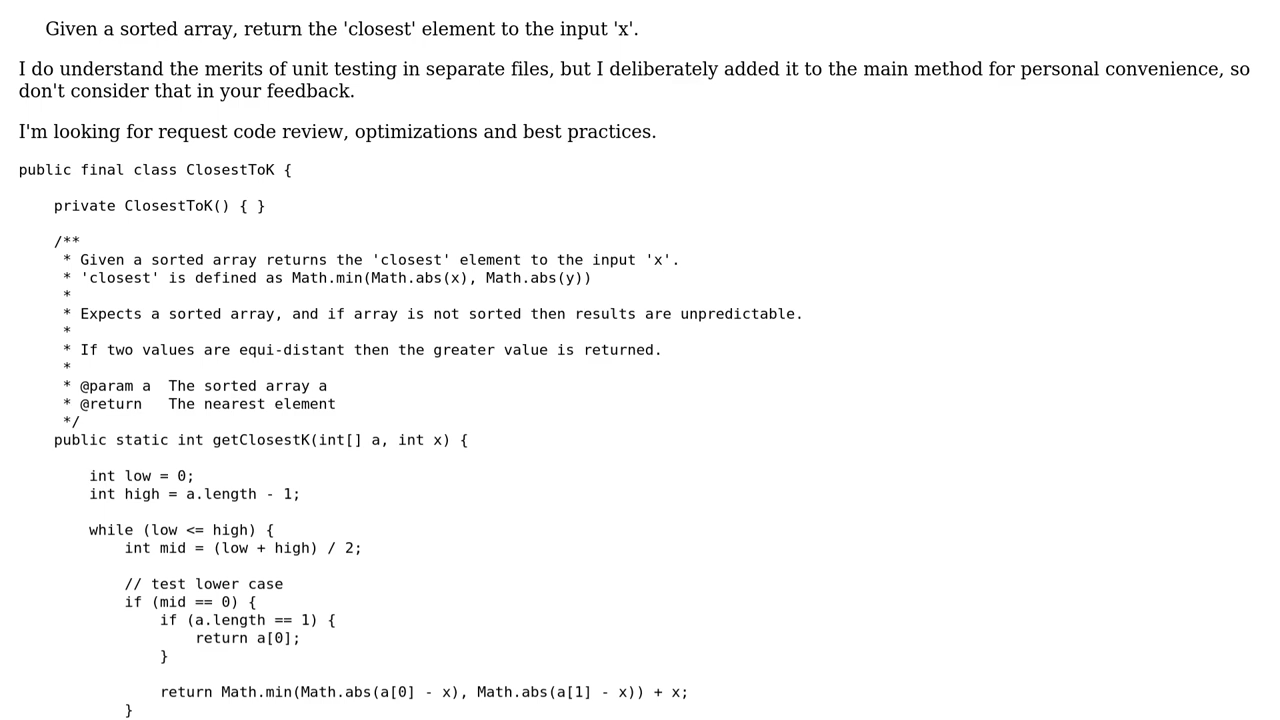 Given a sorted array, return the 'closest' element to the input 'x'.
I do understand the merits of unit testing in separate files, but I deliberately added it to the main method for personal convenience, so
don't consider that in your feedback.
I'm looking for request code review, optimizations and best practices.
public final class ClosestToK {
    private ClosestToK() { }
    /**
     * Given a sorted array returns the 'closest' element to the input 'x'.
     * 'closest' is defined as Math.min(Math.abs(x), Math.abs(y))
     *
     * Expects a sorted array, and if array is not sorted then results are unpredictable.
     *
     * If two values are equi-distant then the greater value is returned.
     *
     * @param a  The sorted array a
     * @return   The nearest element
     */
    public static int getClosestK(int[] a, int x) {
        int low = 0;
        int high = a.length - 1;
        while (low <= high) {
            int mid = (low + high) / 2;
            // test lower case
            if (mid == 0) {
                if (a.length == 1) {
                    return a[0];
                }
                return Math.min(Math.abs(a[0] - x), Math.abs(a[1] - x)) + x;
            }